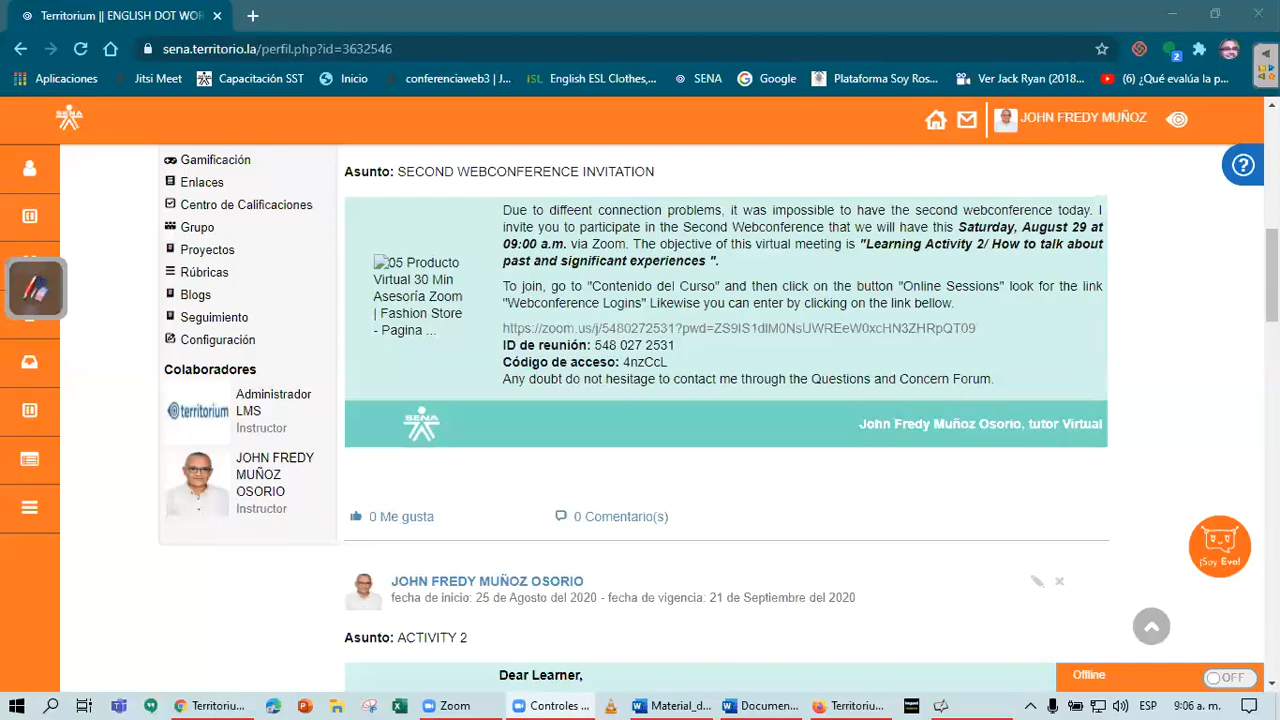 Territorium || ENGLISH DOT WOR
sena.territorio.la/perfil.php?id=3632546
2
Aplicaciones
Jitsi Meet
Capacitación SST
Inicio
conferenciaweb3 | J...
ISL English ESL Clothes,...
SENA
Google
Plataforma Soy Ros...
Ver Jack Ryan (2018...
(6) ¿Qué evalúa la p...
SENA
JOHN FREDY MUÑOZ
Gamificación
Enlaces
Centro de Calificaciones
Grupo
Proyectos
Rúbricas
Blogs
Seguimiento
Configuración
Colaboradores
territorium
Administrador
LMS
Instructor
JOHN FREDY
MUÑOZ
OSORIO
Instructor
Asunto: SECOND WEBCONFERENCE INVITATION
05 Producto
Virtual 30 Min
Asesoría Zoom
| Fashion Store
- Pagina ...
Due to diffeent connection problems, it was impossible to have the second webconference today. I
invite you to participate in the Second Webconference that we will have this Saturday, August 29 at
09:00 a.m. via Zoom. The objective of this virtual meeting is "Learning Activity 2/ How to talk about
past and significant experiences ".
To join, go to "Contenido del Curso" and then click on the button "Online Sessions" look for the link
"Webconference Logins" Likewise you can enter by clicking on the link bellow.
https://zoom.us/j/5480272531?pwd=ZS9IS1dlM0NsUWREeW0xcHN3ZHRpQT09
ID de reunión: 548 027 2531
Código de acceso: 4nzCcL
Any doubt do not hesitage to contact me through the Questions and Concern Forum.
SENA
John Fredy Muñoz Osorio, tutor Virtual
0 Me gusta
0 Comentario(s)
¡Soy Eva!
JOHN FREDY MUÑOZ OSORIO
fecha de inicio: 25 de Agosto del 2020 - fecha de vigencia: 21 de Septiembre del 2020
Asunto: ACTIVITY 2
Dear Learner,
Offline
OFF
Territoriu...
Zoom
Controles ...
Material_d...
Documen...
Territoriu...
ESP
9:06 a. m.